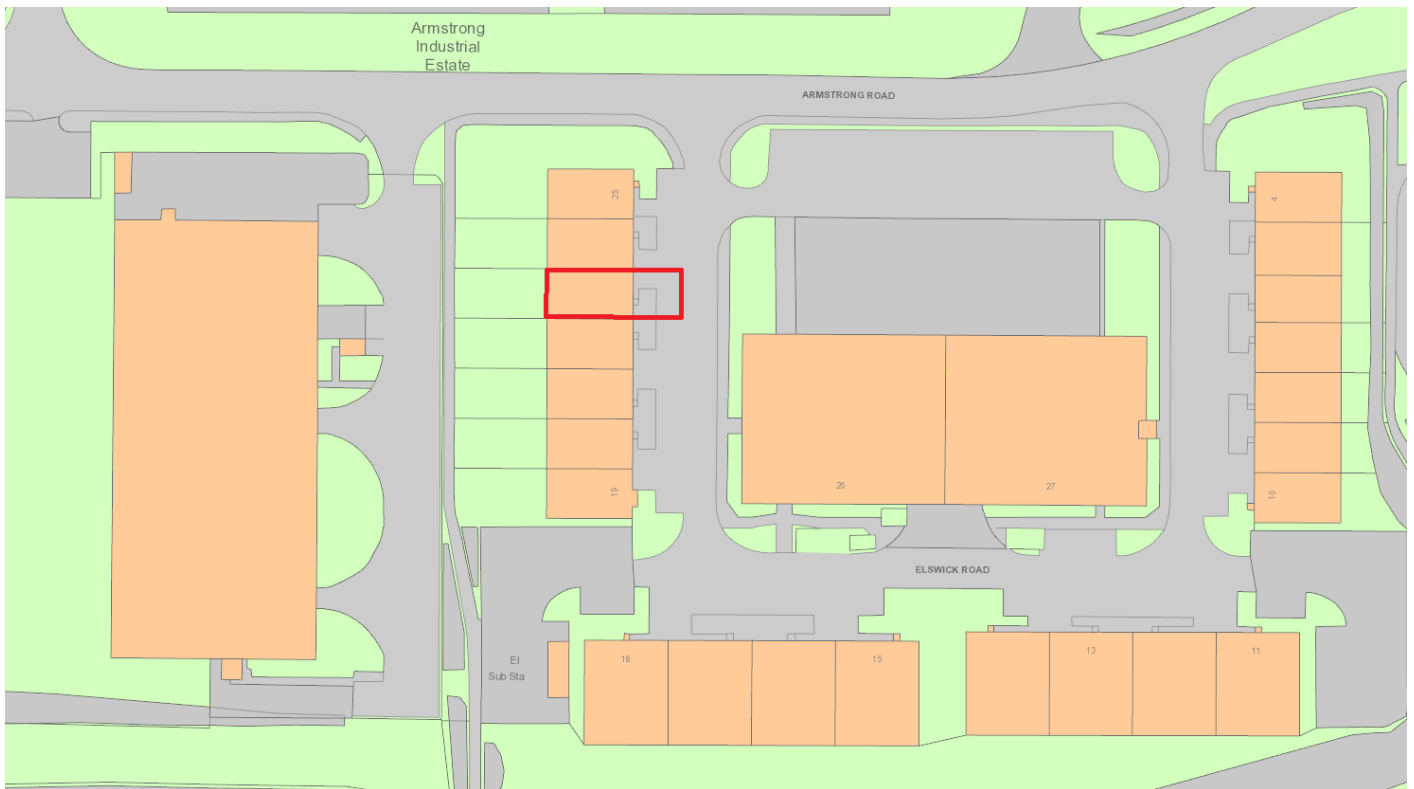 Armstrong
Industrial
Estate
ARMSTRONG ROAD
25
4
19
26
27
10
ELSWICK ROAD
18
15
13
11
El
Sub Sta